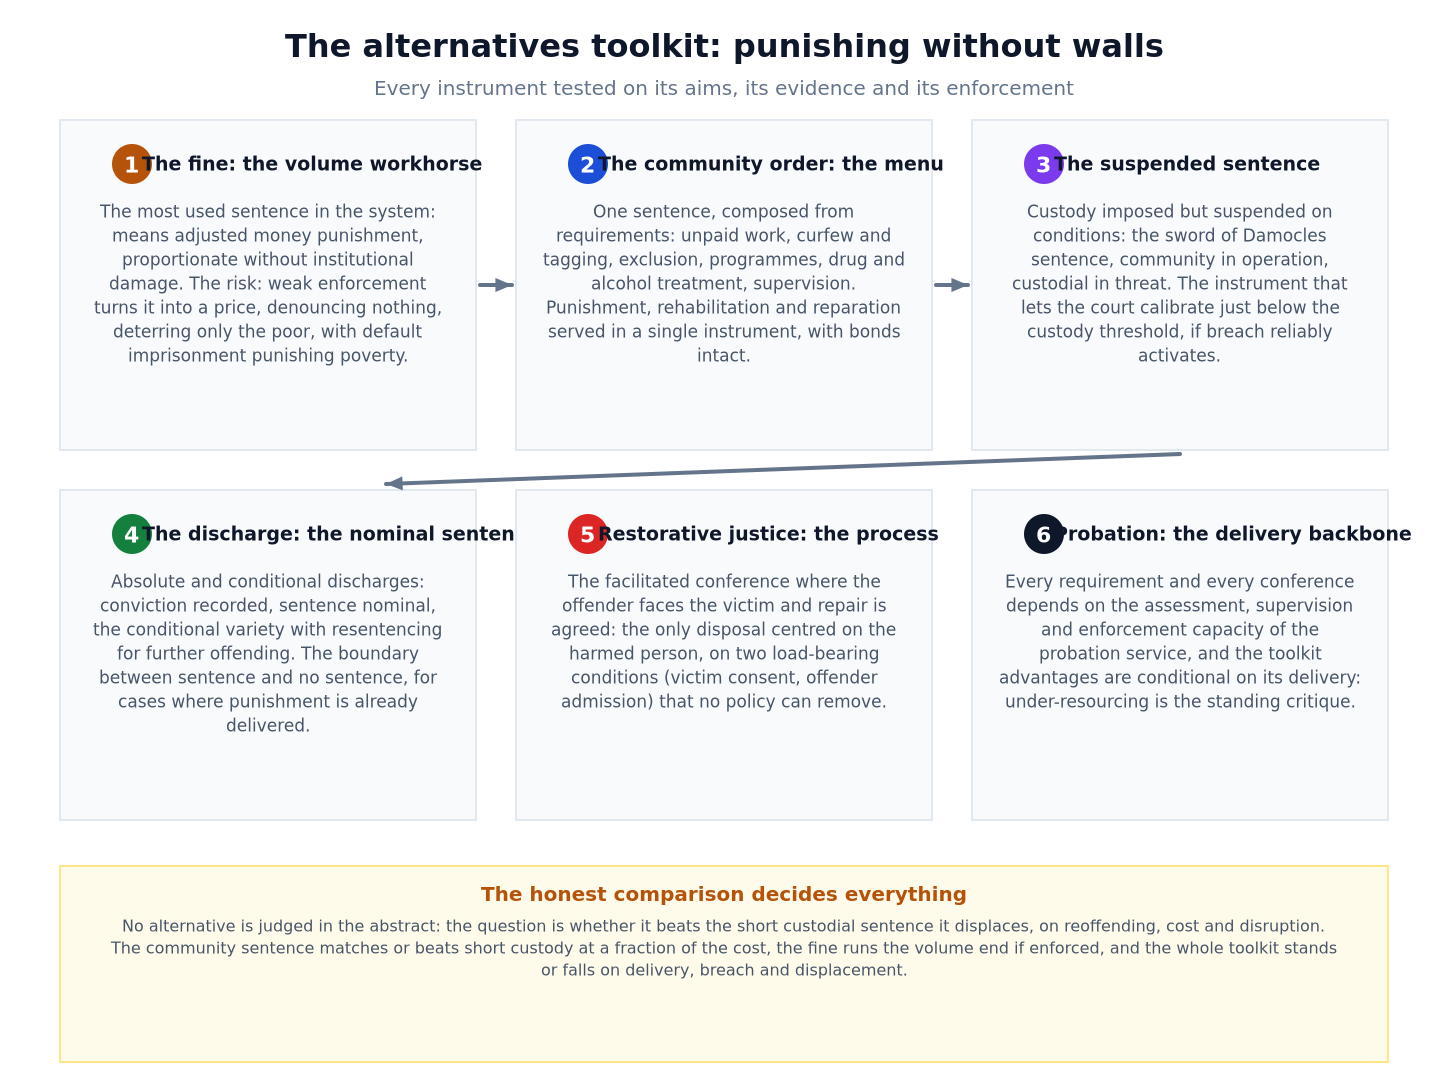 The alternatives toolkit: punishing without walls
Every instrument tested on its aims, its evidence and its enforcement
1 The fine: the volume workhorse
The most used sentence in the system:
means adjusted money punishment,
proportionate without institutional
damage. The risk: weak enforcement
turns it into a price, denouncing nothing,
deterring only the poor, with default
imprisonment punishing poverty.
2 The community order: the menu
One sentence, composed from
requirements: unpaid work, curfew and
tagging, exclusion, programmes, drug and
alcohol treatment, supervision.
Punishment, rehabilitation and reparation
served in a single instrument, with bonds
intact.
3 The suspended sentence
Custody imposed but suspended on
conditions: the sword of Damocles
sentence, community in operation,
custodial in threat. The instrument that
lets the court calibrate just below the
custody threshold, if breach reliably
activates.
4 The discharge: the nominal senten
Absolute and conditional discharges:
conviction recorded, sentence nominal,
the conditional variety with resentencing
for further offending. The boundary
between sentence and no sentence, for
cases where punishment is already
delivered.
5 Restorative justice: the process
The facilitated conference where the
offender faces the victim and repair is
agreed: the only disposal centred on the
harmed person, on two load-bearing
conditions (victim consent, offender
admission) that no policy can remove.
6 Probation: the delivery backbone
Every requirement and every conference
depends on the assessment, supervision
and enforcement capacity of the
probation service, and the toolkit
advantages are conditional on its delivery:
under-resourcing is the standing critique.
The honest comparison decides everything
No alternative is judged in the abstract: the question is whether it beats the short custodial sentence it displaces, on reoffending, cost and disruption.
The community sentence matches or beats short custody at a fraction of the cost, the fine runs the volume end if enforced, and the whole toolkit stands
or falls on delivery, breach and displacement.